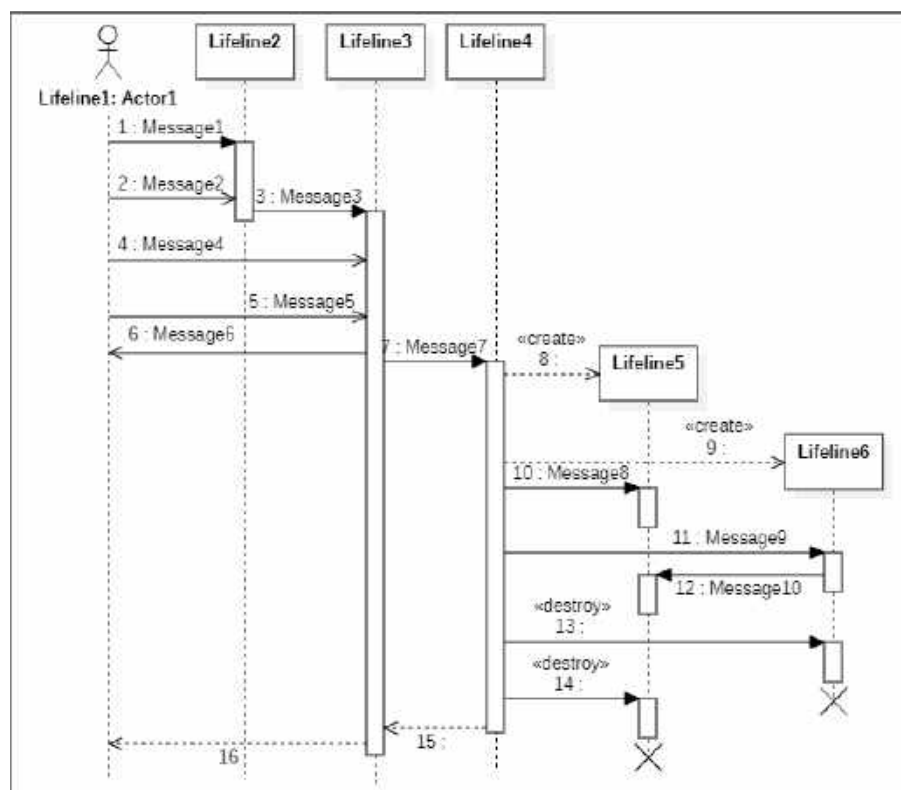 Lifeline2
Lifeline3
Lifeline4
Lifeline1: Actor1
1 : Message1
2 : Message2
3 : Message3
4 : Message4
5 : Message5
6 : Message6
7 : Message7
«create»
8 :
Lifeline5
«create»
9 :
Lifeline6
10 : Message8
11 : Message9
12 : Message10
«destroy»
13 :
«destroy»
14 :
15 :
16